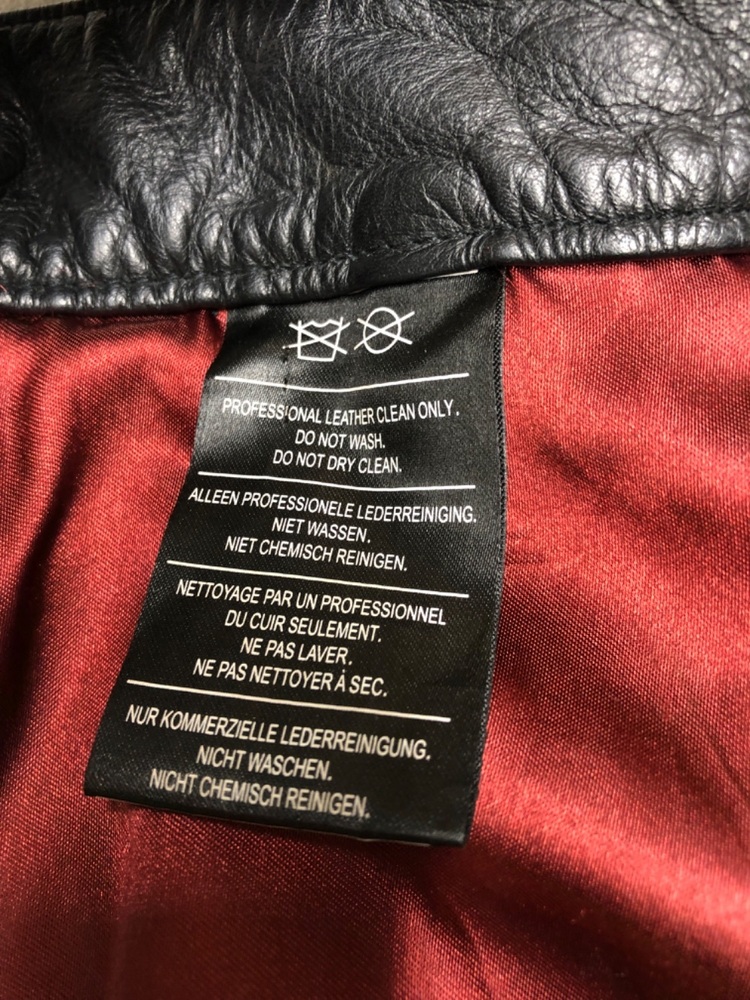 PROFESSIONAL LEATHER CLEAN ONLY.
DO NOT WASH.
DO NOT DRY CLEAN.
ALLEEN PROFESSIONELE LEDERREINIGING.
NIET WASSEN.
NIET CHEMISCH REINIGEN.
NETTOYAGE PAR UN PROFESSIONNEL
DU CUIR SEULEMENT.
NE PAS LAVER.
NE PAS NETTOYER À SEC.
NUR KOMMERZIELLE LEDERREINIGUNG.
NICHT WASCHEN.
NICHT CHEMISCH REINIGEN.